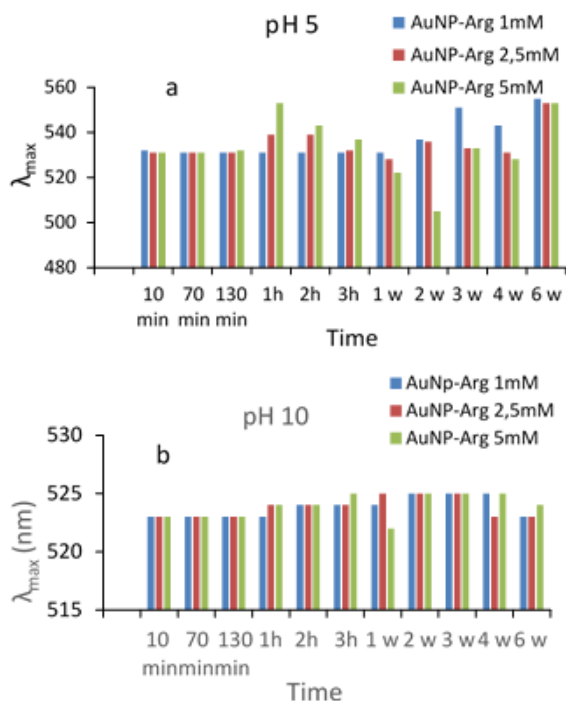 pH 5
AuNP-Arg 1mM
AuNP-Arg 2,5mM
AuNP-Arg 5mM
a
560
540
520
500
480
λmax
10 min
70 min
130 min
1h
2h
3h
1 w
2 w
3 w
4 w
6 w
Time
AuNp-Arg 1mM
AuNP-Arg 2,5mM
AuNP-Arg 5mM
pH 10
b
530
525
520
515
λmax (nm)
10 min
70 min
130 min
1h
2h
3h
1 w
2 w
3 w
4 w
6 w
Time